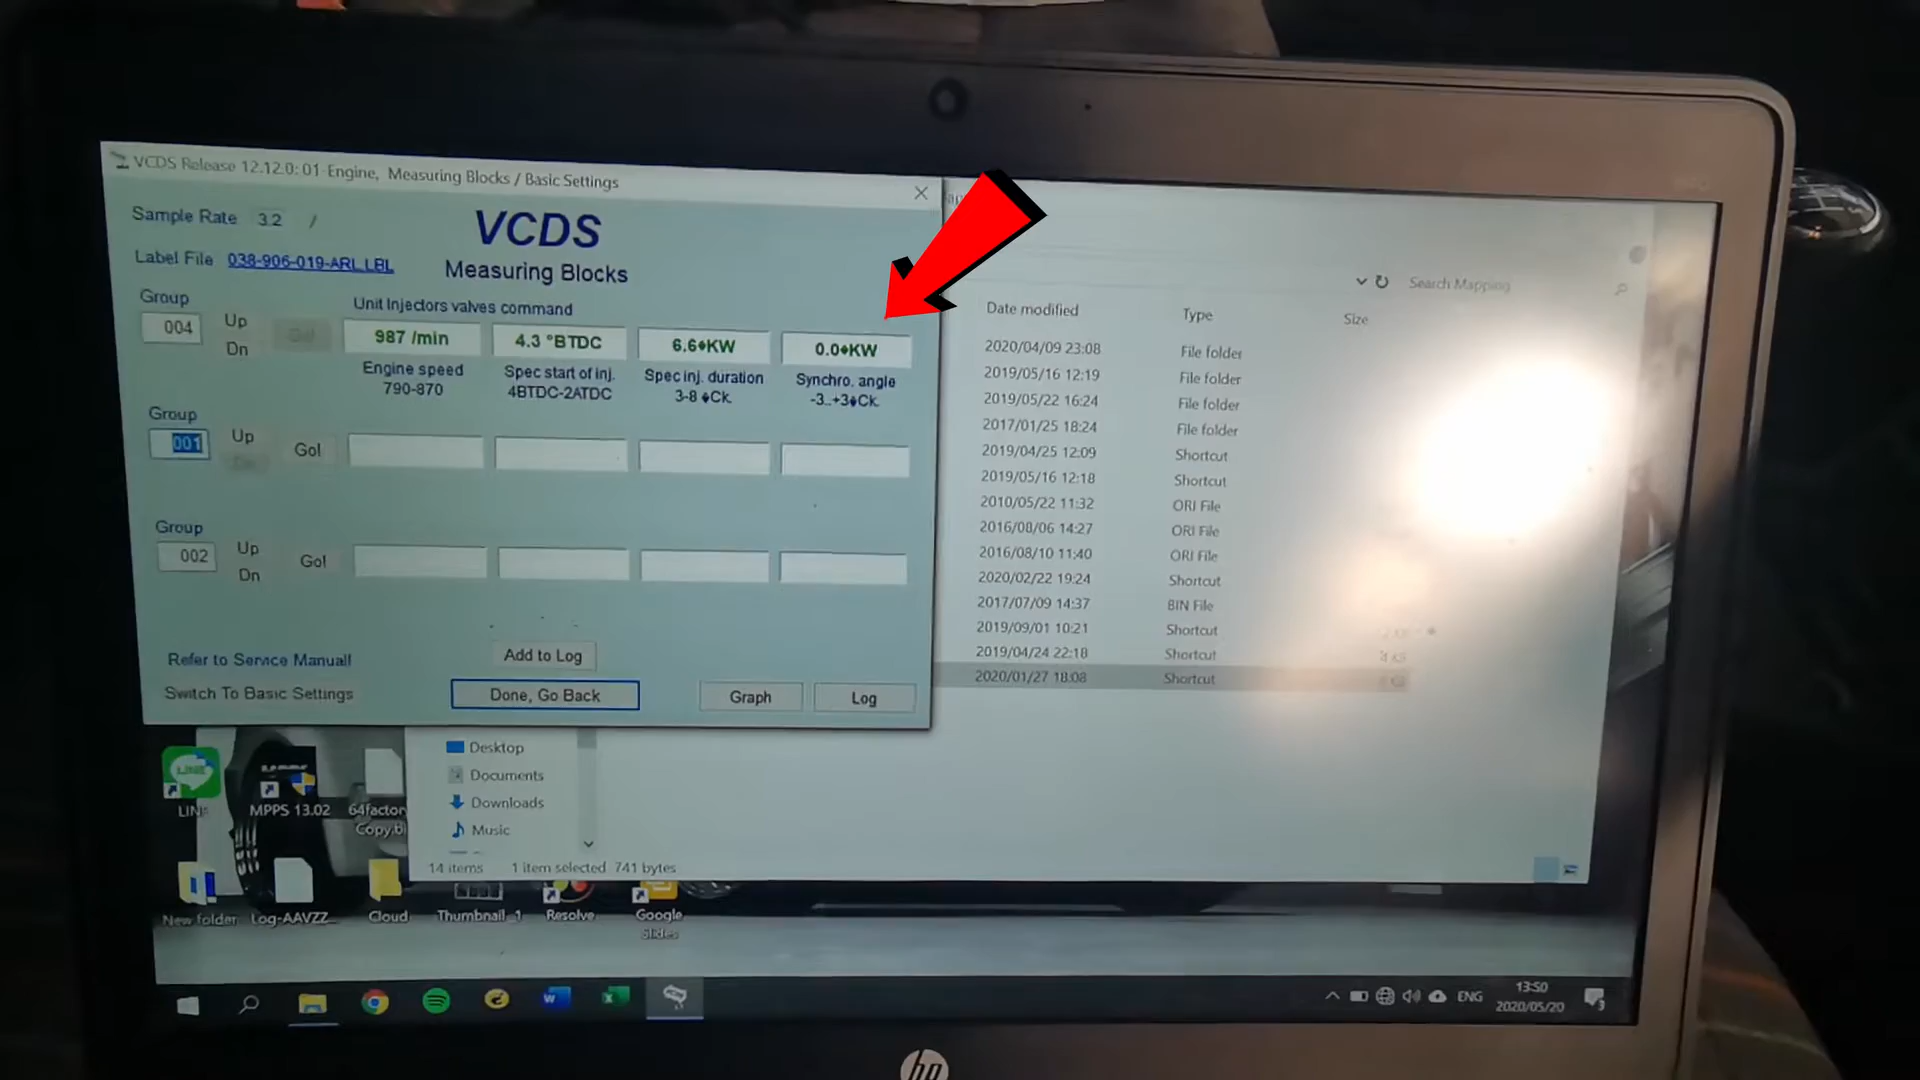 VCDS Release 12.12.0: 01-Engine, Measuring Blocks / Basic Settings
Sample Rate 3.2 /
VCDS
Label File 038-906-019-ARL.LBL
Measuring Blocks
Group
Unit Injectors valves command
004 Up Dn 987 /min 4.3 °BTDC 6.6♦KW 0.0♦KW
Engine speed Spec start of inj. Spec inj. duration Synchro. angle
790-870 4BTDC-2ATDC 3-8 ♦Ck. -3..+3♦Ck.
Group
001 Up Go!
Group
002 Up Dn Go!
Add to Log
Refer to Service Manual!
Switch To Basic Settings
Done, Go Back
Graph
Log
Search Mapping
Date modified Type Size
2020/04/09 23:08 File folder
2019/05/16 12:19 File folder
2019/05/22 16:24 File folder
2017/01/25 18:24 File folder
2019/04/25 12:09 Shortcut
2019/05/16 12:18 Shortcut
2010/05/22 11:32 ORI File
2016/08/06 14:27 ORI File
2016/08/10 11:40 ORI File
2020/02/22 19:24 Shortcut
2017/07/09 14:37 BIN File
2019/09/01 10:21 Shortcut
2019/04/24 22:18 Shortcut
2020/01/27 18:08 Shortcut
Desktop
Documents
Downloads
Music
14 items 1 item selected 741 bytes
LINE
MPPS 13.02
64factory
Copy.Bi
New folder
Log-AAVZZ...
Cloud
Thumbnail_1
Resolve
Google
Slides
ENG
13:50
2020/05/20
3
hp